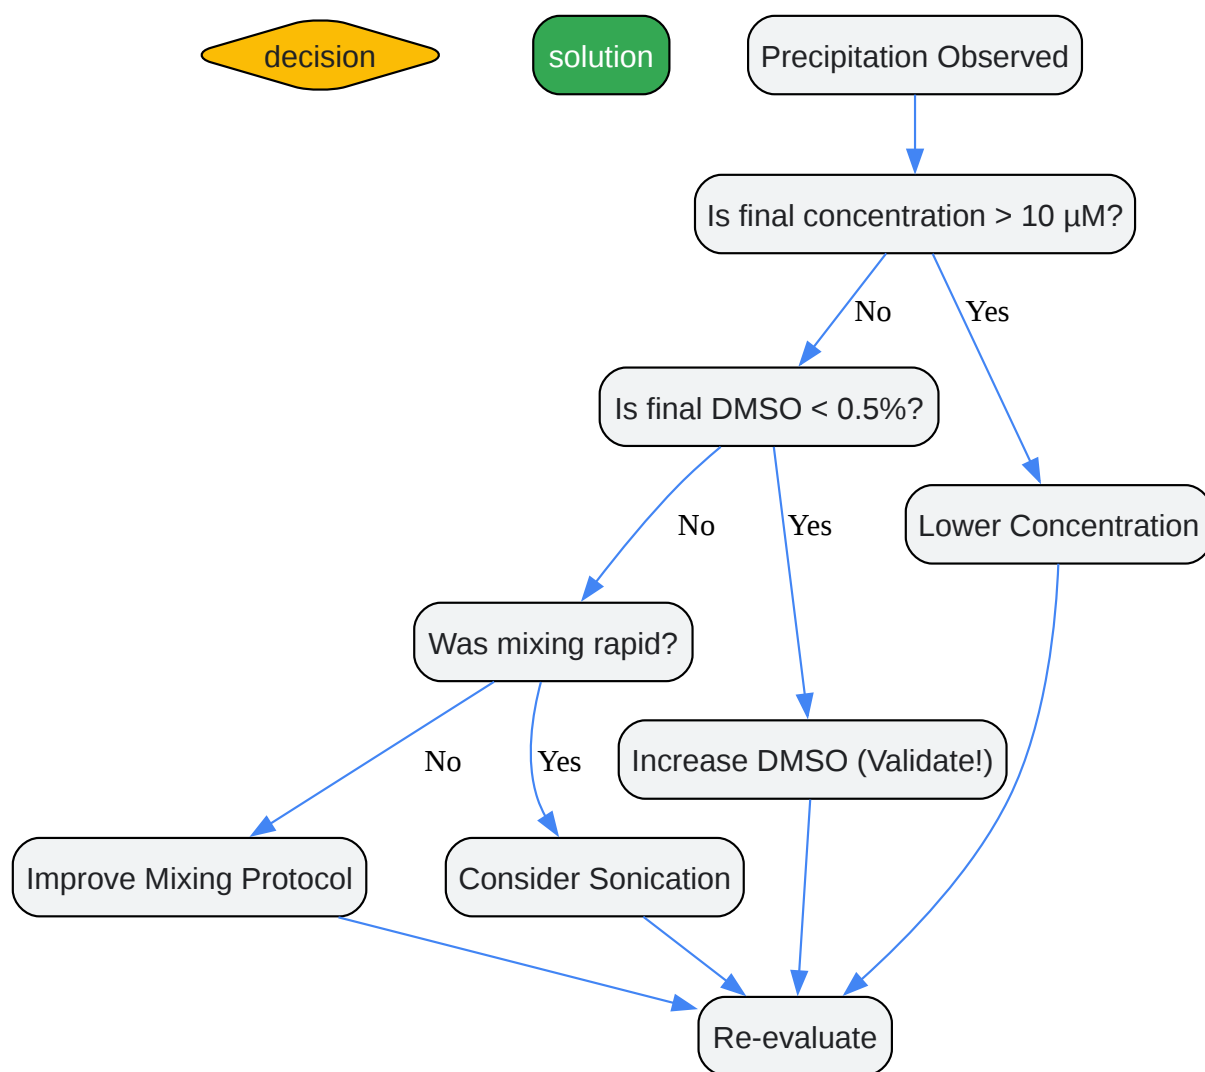 decision
solution
Precipitation Observed
Is final concentration > 10 µM?
No
Yes
Is final DMSO < 0.5%?
Lower Concentration
No
Yes
Was mixing rapid?
Increase DMSO (Validate!)
No
Yes
Improve Mixing Protocol
Consider Sonication
Re-evaluate